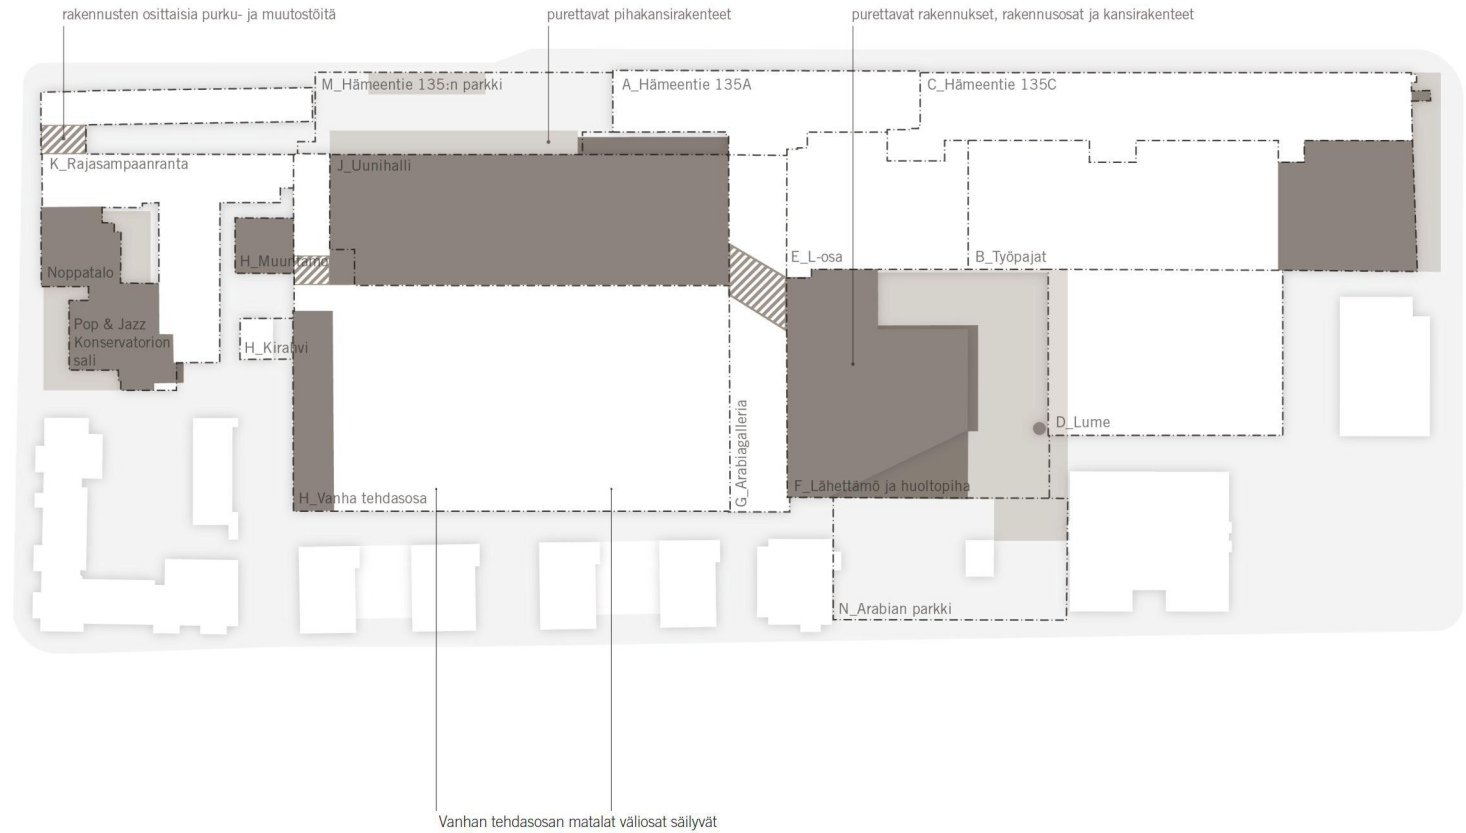 rakennusten osittaisia purku- ja muutostöitä
purettavat pihakansirakenteet
purettavat rakennukset, rakennusosat ja kansirakenteet
M_Hämeentie 135:n parkki
A_Hämeentie 135A
C_Hämeentie 135C
K_Rajasampaanranta
J_Uunihalli
H_Muuntamo
E_L-osa
B_Työpajat
Noppatalo
Pop & Jazz
Konservatorion
sali
H_Kirahvi
G_Arabiagalleria
D_Lume
H_Vanha tehdasosa
F_Lähettämö ja huoltopiha
N_Arabian parkki
Vanhan tehdasosan matalat väliosat säilyvät